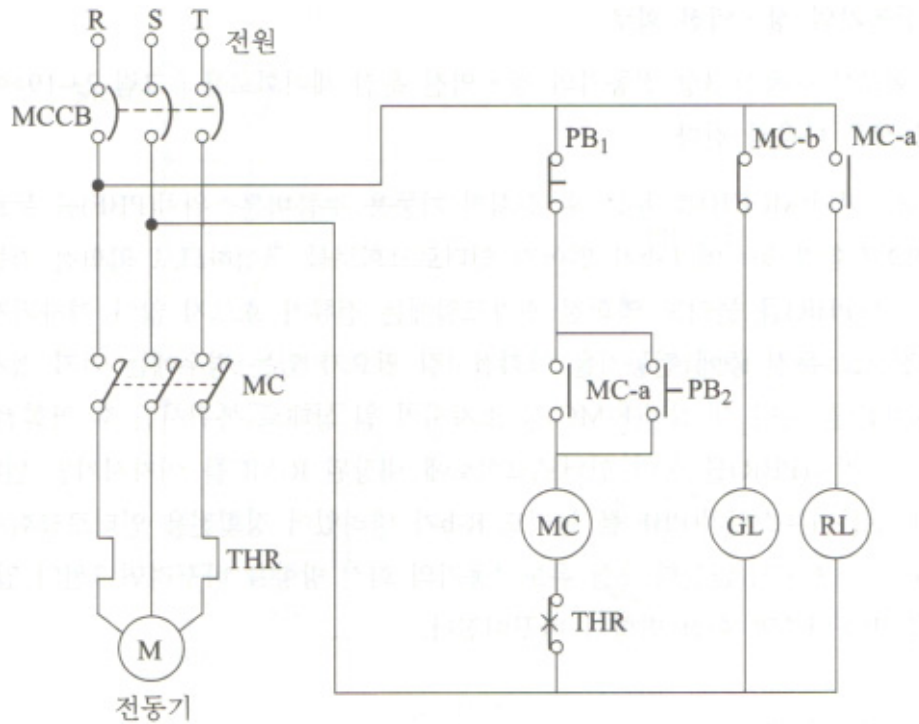 R S T
전원
MCCB
PB₁
MC-b
MC-a
MC
MC-a
PB₂
THR
MC
GL
RL
M
THR
전동기